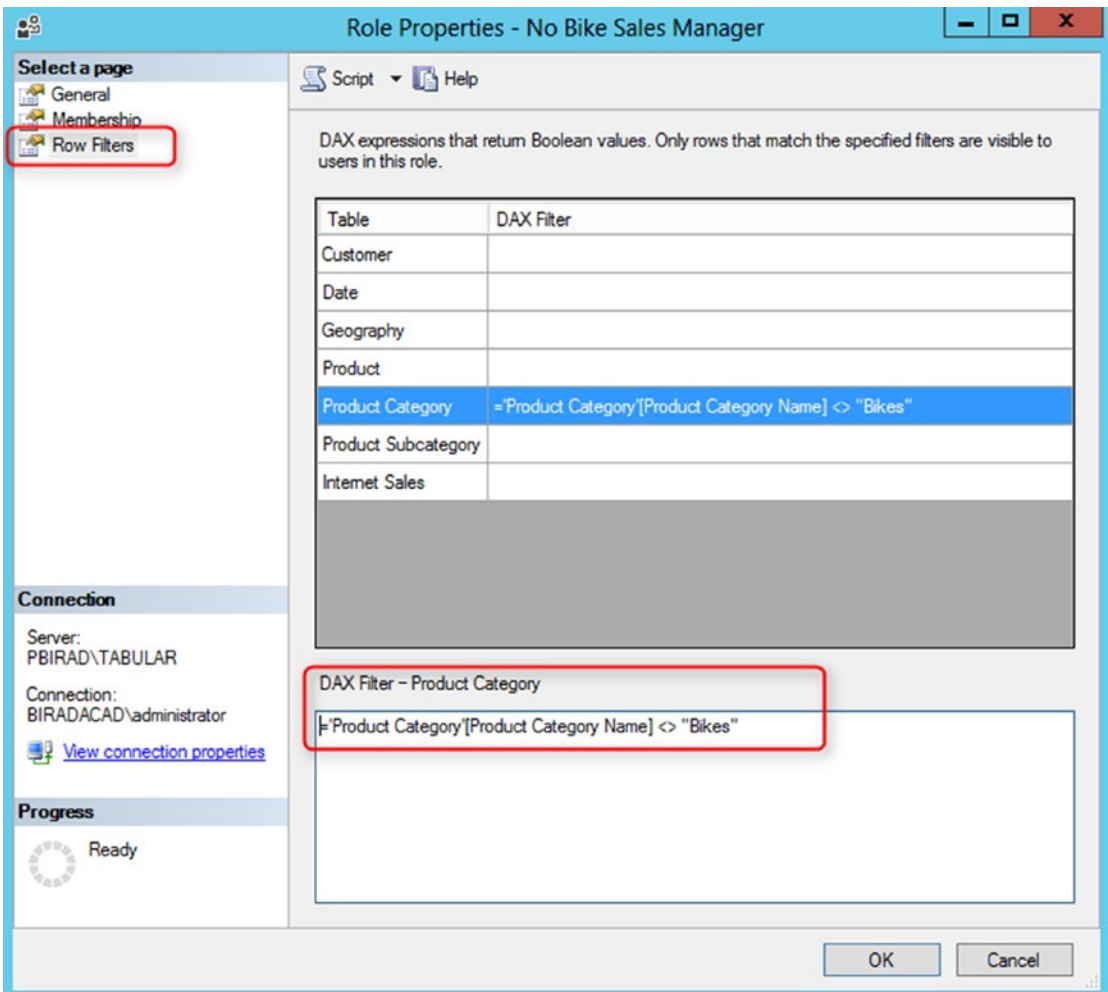 Role Properties - No Bike Sales Manager
Select a page
General
Membership
Row Filters
Script
Help
DAX expressions that return Boolean values. Only rows that match the specified filters are visible to
users in this role.
Table DAX Filter
Customer
Date
Geography
Product
Product Category ='Product Category'[Product Category Name] <> "Bikes"
Product Subcategory
Internet Sales
Connection
Server:
PBIRAD\TABULAR
Connection:
BIRADACAD\administrator
View connection properties
Progress
Ready
DAX Filter – Product Category
='Product Category'[Product Category Name] <> "Bikes"
OK
Cancel